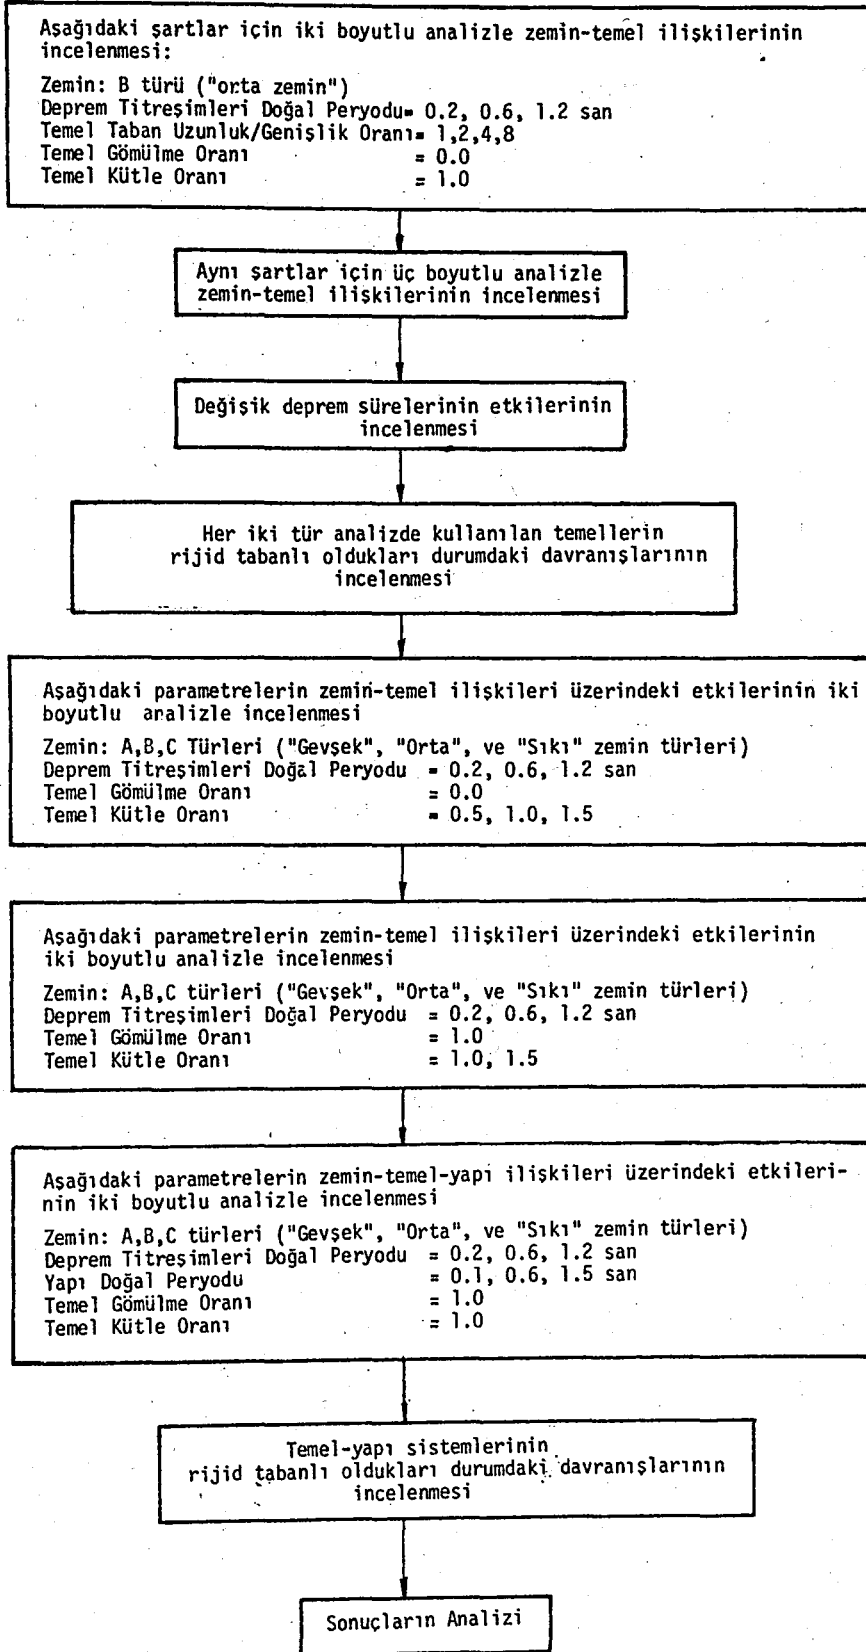 Aşağıdaki şartlar için iki boyutlu analizle zemin-temel ilişkilerinin
incelenmesi:
Zemin: B türü ("orta zemin")
Deprem Titreşimleri Doğal Peryodu= 0.2, 0.6, 1.2 san
Temel Taban Uzunluk/Genişlik Oranı= 1,2,4,8
Temel Gömülme Oranı = 0.0
Temel Kütle Oranı = 1.0
Aynı şartlar için üç boyutlu analizle
zemin-temel ilişkilerinin incelenmesi
Değişik deprem sürelerinin etkilerinin
incelenmesi
Her iki tür analizde kullanılan temellerin
rijid tabanlı oldukları durumdaki davranışlarının
incelenmesi
Aşağıdaki parametrelerin zemin-temel ilişkileri üzerindeki etkilerinin iki
boyutlu analizle incelenmesi
Zemin: A,B,C Türleri ("Gevşek", "Orta", ve "Sıkı" zemin türleri)
Deprem Titreşimleri Doğal Peryodu = 0.2, 0.6, 1.2 san
Temel Gömülme Oranı = 0.0
Temel Kütle Oranı = 0.5, 1.0, 1.5
Aşağıdaki parametrelerin zemin-temel ilişkileri üzerindeki etkilerinin
iki boyutlu analizle incelenmesi
Zemin: A,B,C türleri ("Gevşek", "Orta", ve "Sıkı" zemin türleri)
Deprem Titreşimleri Doğal Peryodu = 0.2, 0.6, 1.2 san
Temel Gömülme Oranı = 1.0
Temel Kütle Oranı = 1.0, 1.5
Aşağıdaki parametrelerin zemin-temel-yapı ilişkileri üzerindeki etkileri-
nin iki boyutlu analizle incelenmesi
Zemin: A,B,C türleri ("Gevşek", "Orta", ve "Sıkı" zemin türleri)
Deprem Titreşimleri Doğal Peryodu = 0.2, 0.6, 1.2 san
Yapı Doğal Peryodu = 0.1, 0.6, 1.5 san
Temel Gömülme Oranı = 1.0
Temel Kütle Oranı = 1.0
Temel-yapı sistemlerinin
rijid tabanlı oldukları durumdaki davranışlarının
incelenmesi
Sonuçların Analizi